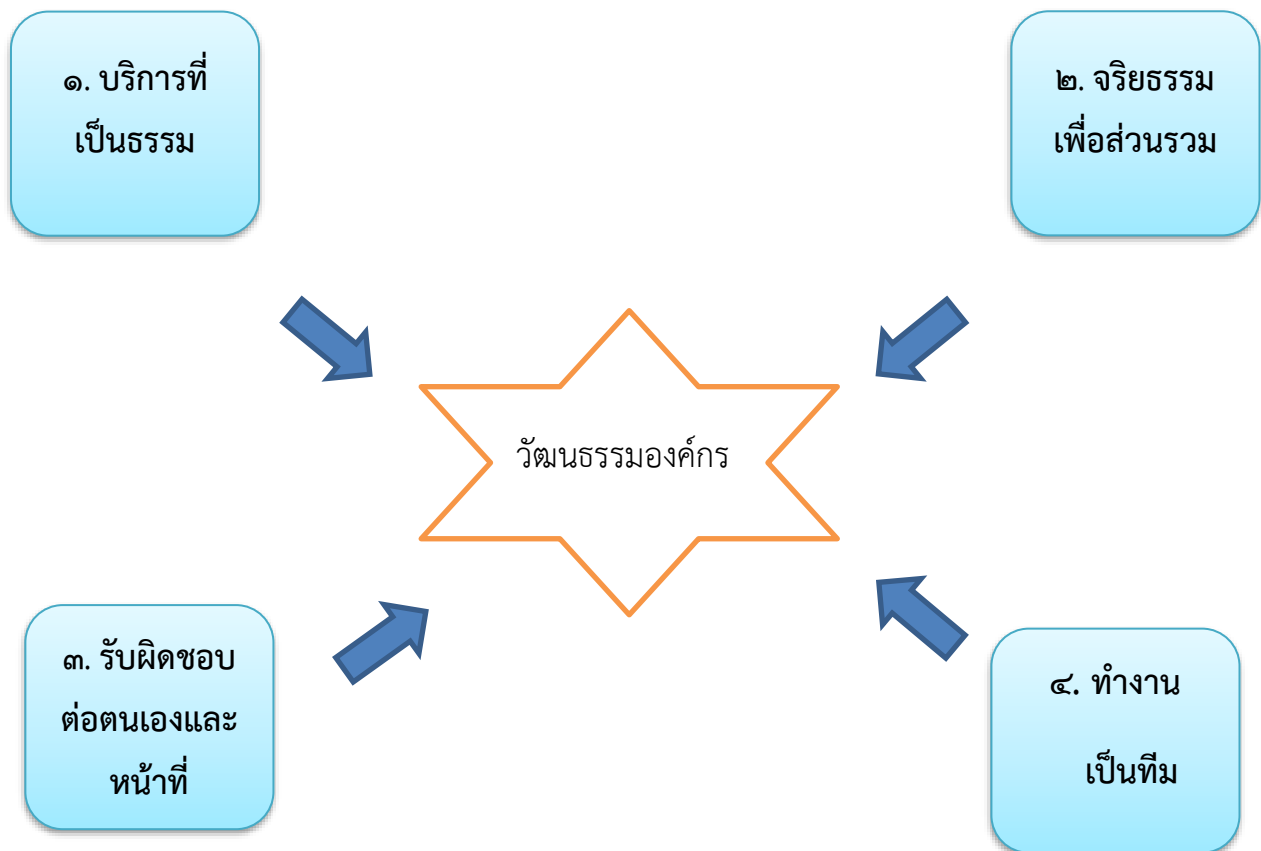 ๑. บริการที่
เป็นธรรม
๒. จริยธรรม
เพื่อส่วนรวม
วัฒนธรรมองค์กร
๓. รับผิดชอบ
ต่อตนเองและ
หน้าที่
๔. ทำงาน
เป็นทีม